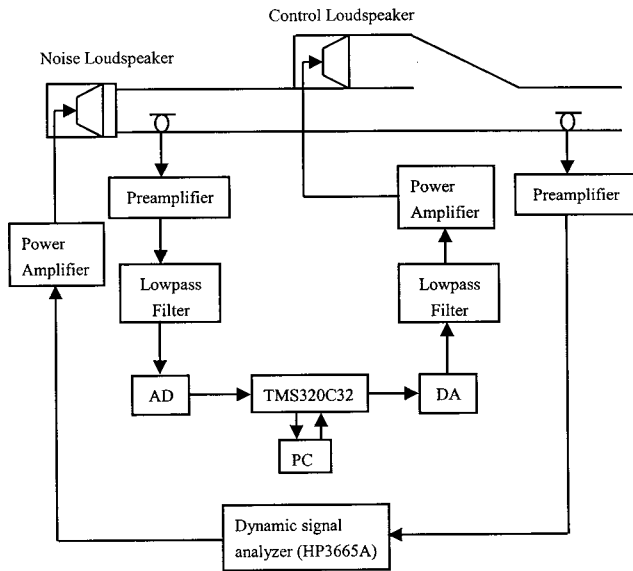 Control Loudspeaker
Noise Loudspeaker
Preamplifier
Power
Amplifier
Preamplifier
Power
Amplifier
Lowpass
Filter
Lowpass
Filter
AD
TMS320C32
DA
PC
Dynamic signal
analyzer (HP3665A)